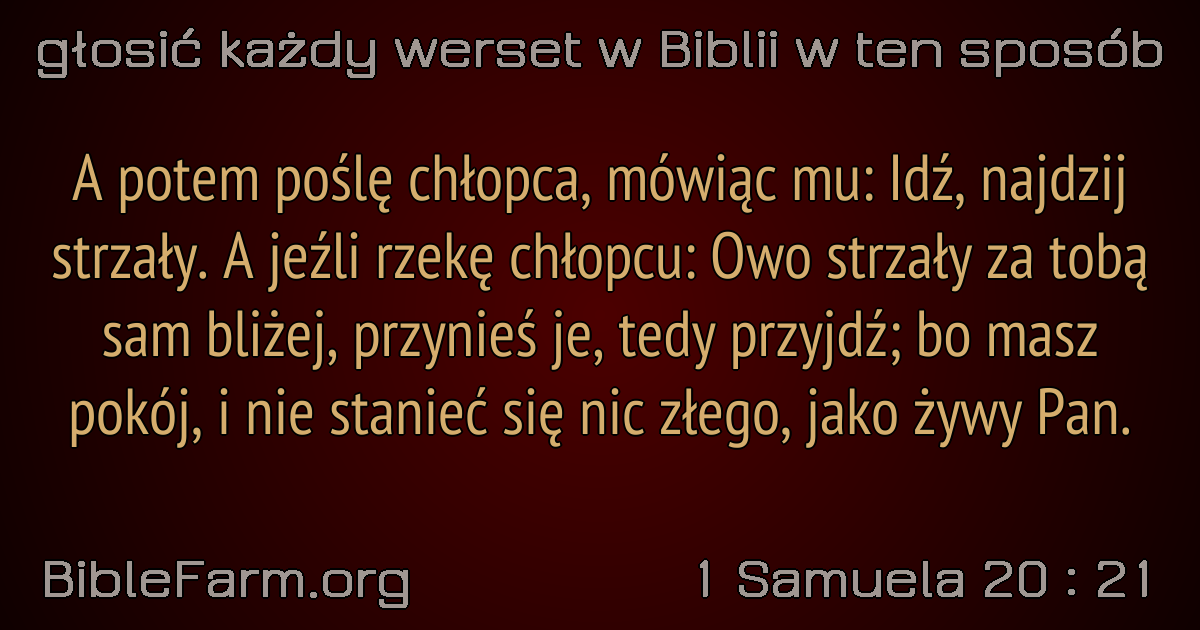 głosić każdy werset w Biblii w ten sposób
A potem poślę chłopca, mówiąc mu: Idź, najdzij
strzały. A jeźli rzekę chłopcu: Owo strzały za tobą
sam bliżej, przynieś je, tedy przyjdź; bo masz
pokój, i nie stanieć się nic złego, jako żywy Pan.
BibleFarm.org
1 Samuela 20 : 21